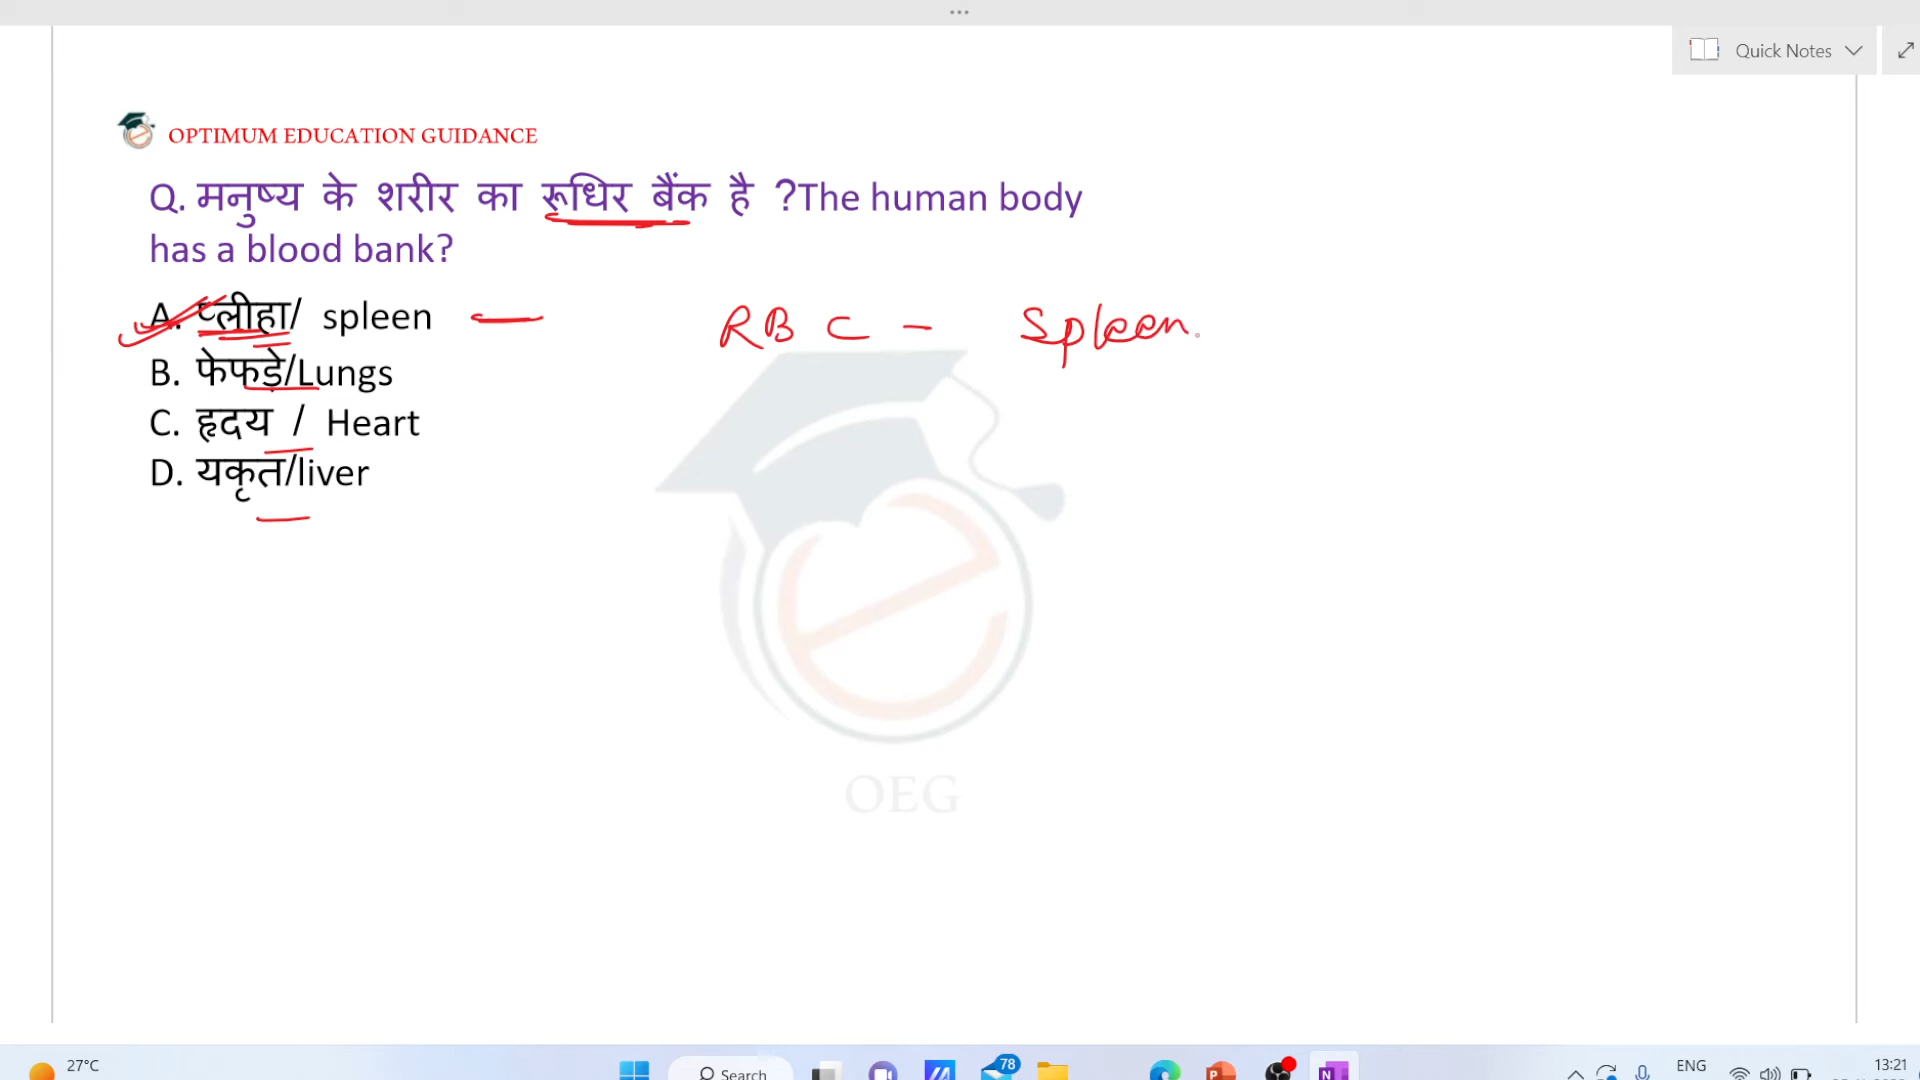 Quick Notes
OPTIMUM EDUCATION GUIDANCE
Q. मनुष्य के शरीर का रूधिर बैंक है ?The human body
has a blood bank?
A. प्लीहा/ spleen
RBC - Spleen.
B. फेफड़े/Lungs
C. हृदय / Heart
D. यकृत/liver
OEG
27°C
Search
78
ENG
13:21